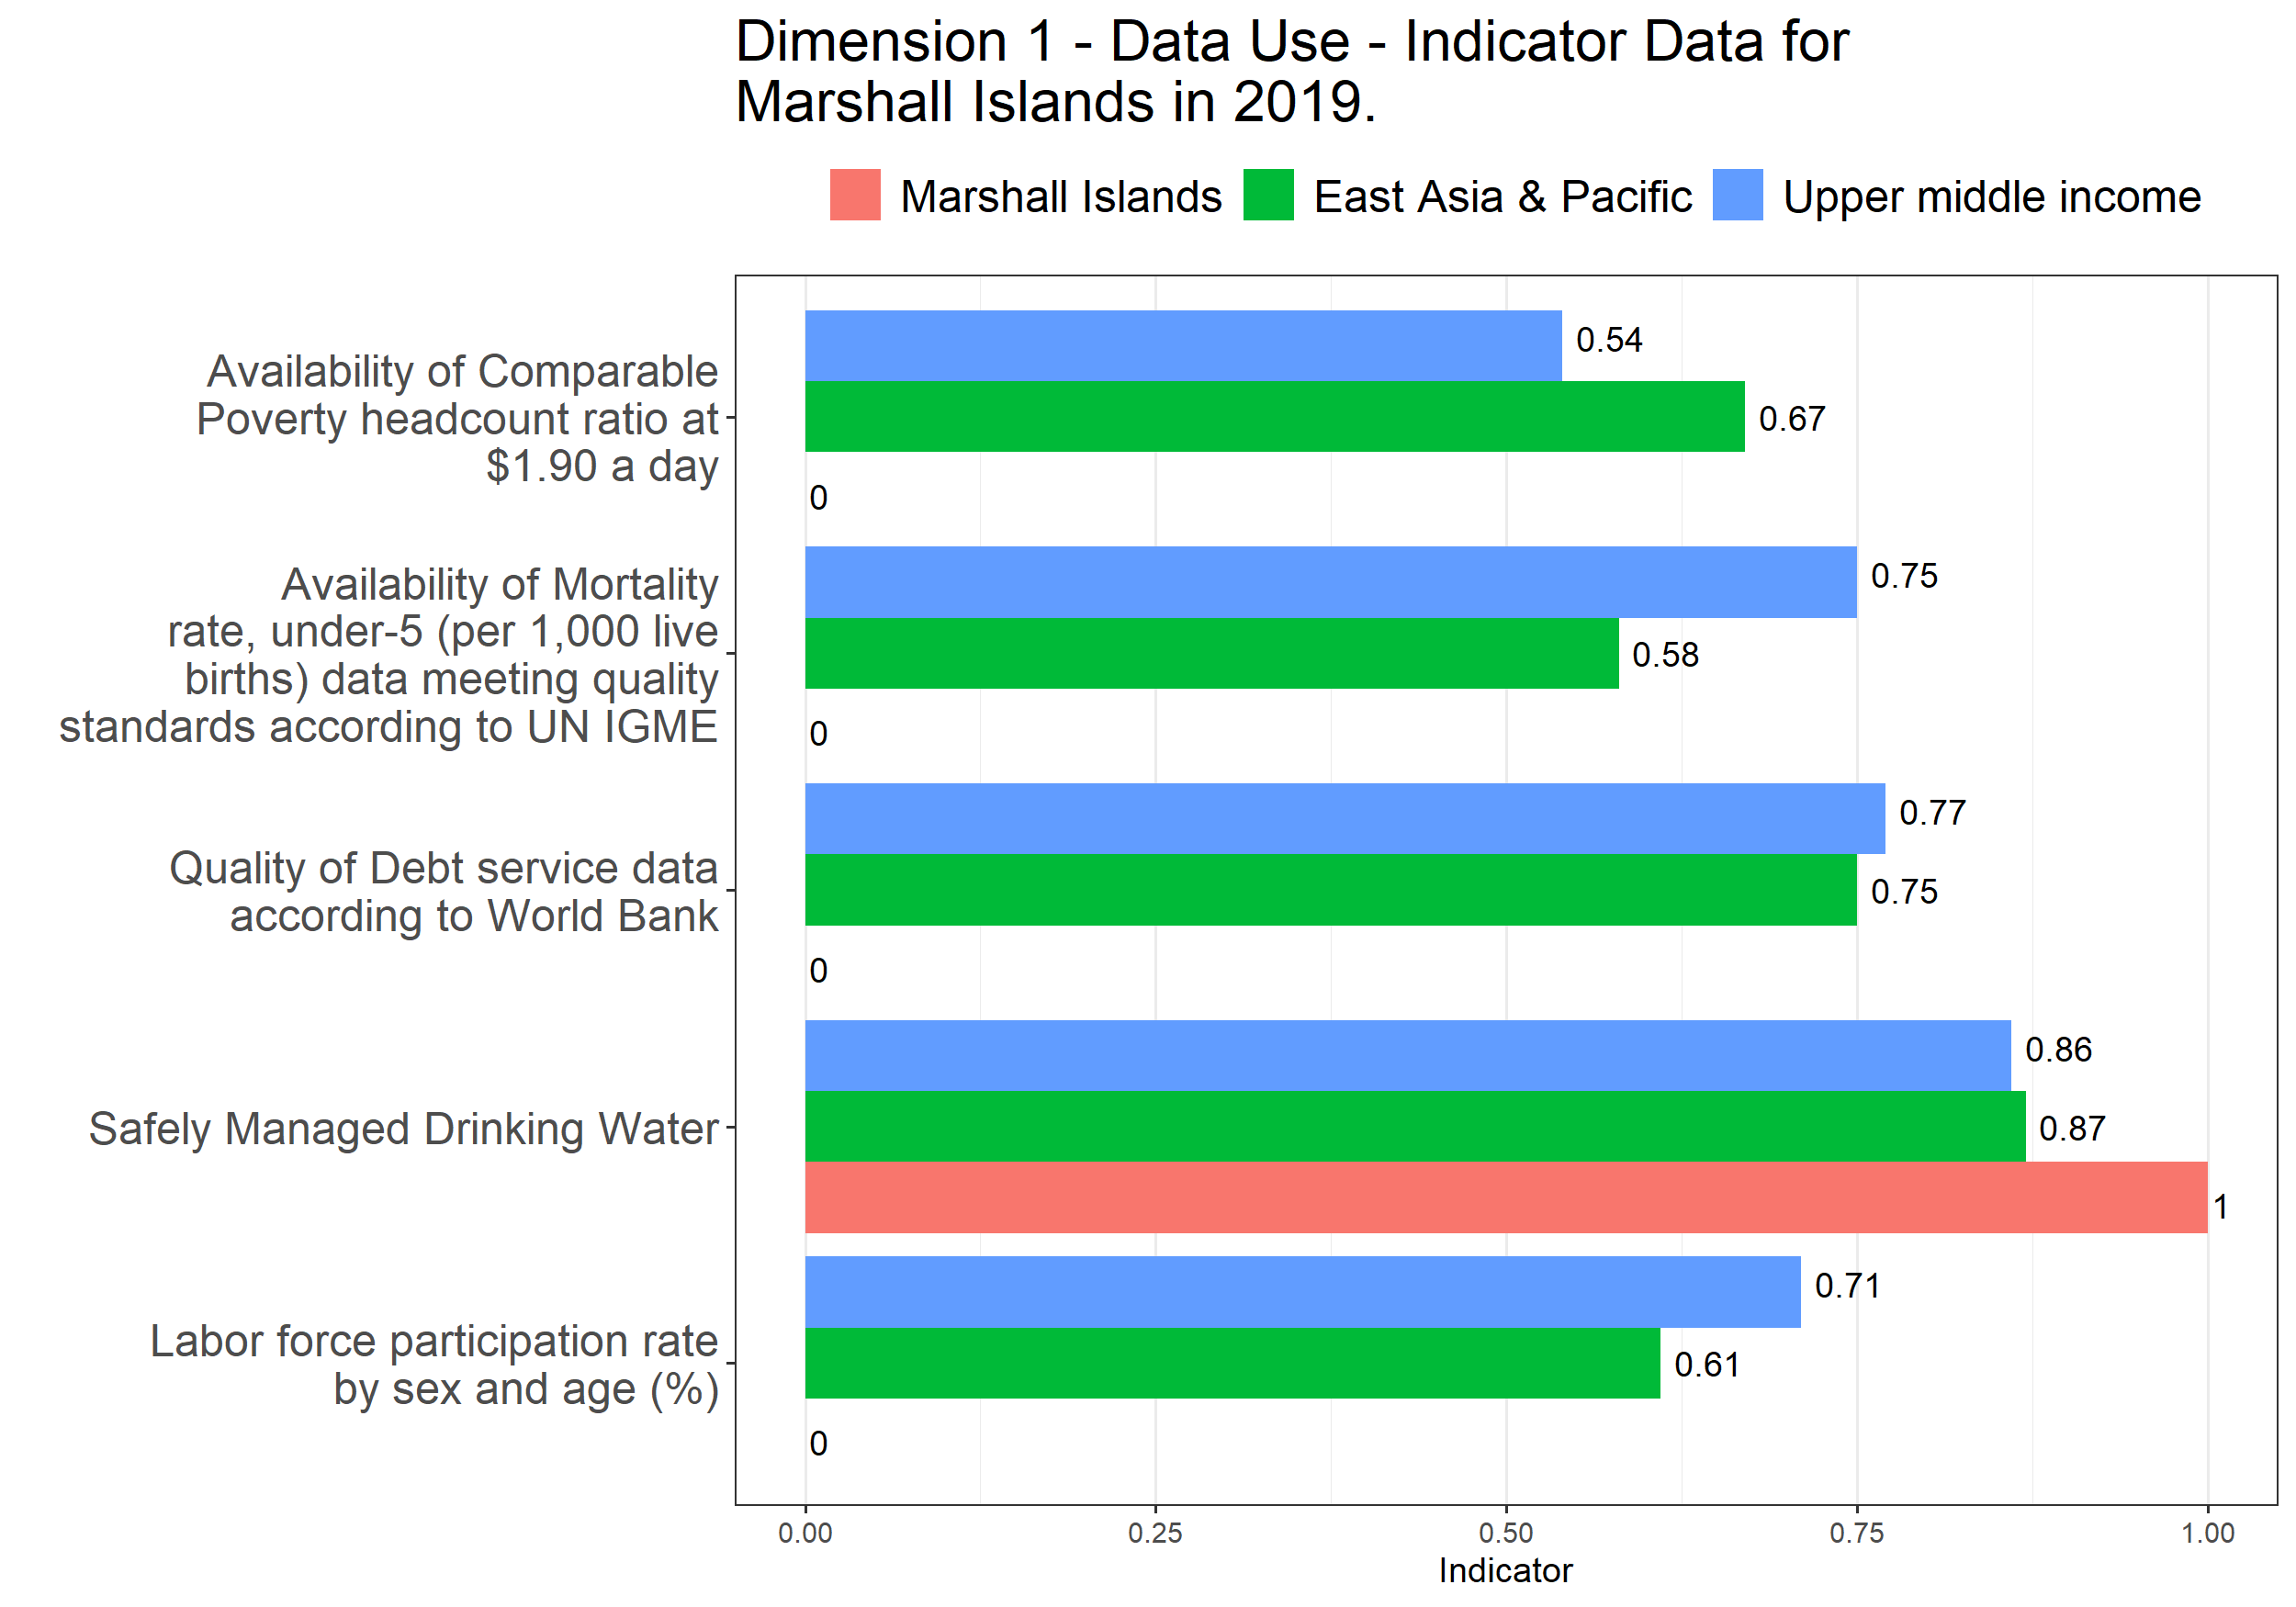 Dimension 1 - Data Use - Indicator Data for
Marshall Islands in 2019.
Marshall Islands
East Asia & Pacific
Upper middle income
Availability of Comparable
Poverty headcount ratio at
$1.90 a day
0.54
0.67
0
Availability of Mortality
rate, under-5 (per 1,000 live
births) data meeting quality
standards according to UN IGME
0.75
0.58
0
Quality of Debt service data
according to World Bank
0.77
0.75
0
Safely Managed Drinking Water
0.86
0.87
1
Labor force participation rate
by sex and age (%)
0.71
0.61
0
0.00
0.25
0.50
0.75
1.00
Indicator